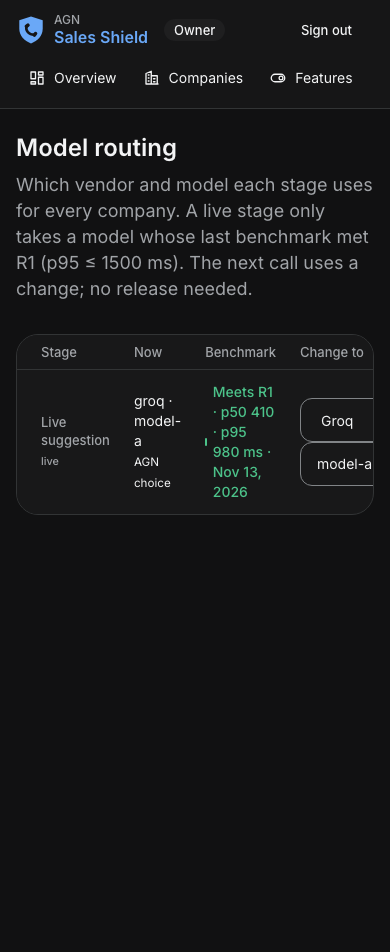 AGN
Sales Shield
Owner
Sign out
Overview
Companies
Features
Model routing
Which vendor and model each stage uses
for every company. A live stage only
takes a model whose last benchmark met
R1 (p95 ≤ 1500 ms). The next call uses a
change; no release needed.
Stage
Now
Benchmark
Change to
Live
suggestion
live
groq ·
model-
a
AGN
choice
Meets R1
· p50 410
· p95
980 ms ·
Nov 13,
2026
Groq
model-a